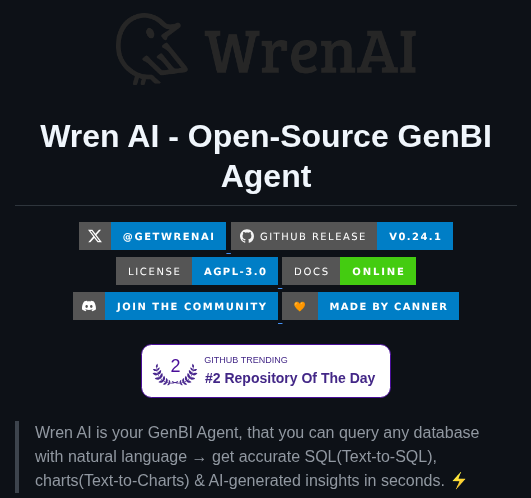 WrenAI
Wren AI - Open-Source GenBI
Agent
@GETWRENAI GITHUB RELEASE V0.24.1
LICENSE AGPL-3.0 DOCS ONLINE
JOIN THE COMMUNITY 🧡 MADE BY CANNER
2 GITHUB TRENDING
#2 Repository Of The Day
Wren AI is your GenBI Agent, that you can query any database
with natural language → get accurate SQL(Text-to-SQL),
charts(Text-to-Charts) & AI-generated insights in seconds. ⚡